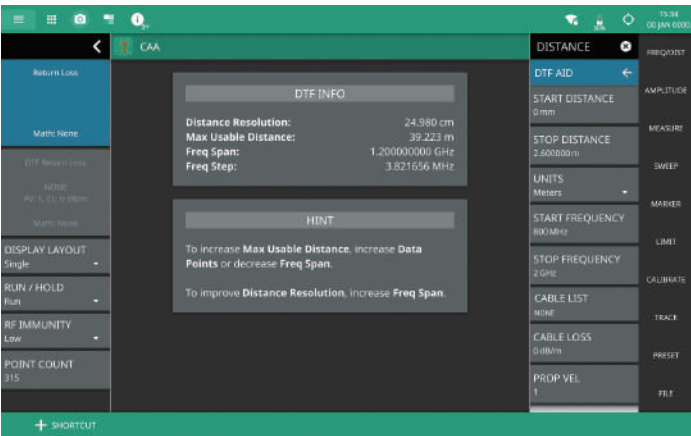 15:34
00 JAN 0000
CAA
Return Loss
Math: None
DTF Return Loss
NONE
Math: None
DISPLAY LAYOUT
Single
RUN / HOLD
Run
RF IMMUNITY
Low
POINT COUNT
315
DTF INFO
Distance Resolution: 24.980 cm
Max Usable Distance: 39.223 m
Freq Span: 1.200000000 GHz
Freq Step: 3.821656 MHz
HINT
To increase Max Usable Distance, increase Data
Points or decrease Freq Span.
To improve Distance Resolution, increase Freq Span.
DISTANCE
DTF AID
START DISTANCE
0 mm
STOP DISTANCE
2.600000 m
UNITS
Meters
START FREQUENCY
800 MHz
STOP FREQUENCY
2 GHz
CABLE LIST
NONE
CABLE LOSS
0 dB/m
PROP VEL
1
FREQ/DIST
AMPLITUDE
MEASURE
SWEEP
MARKER
LIMIT
CALIBRATE
TRACE
PRESET
FILE
+ SHORTCUT